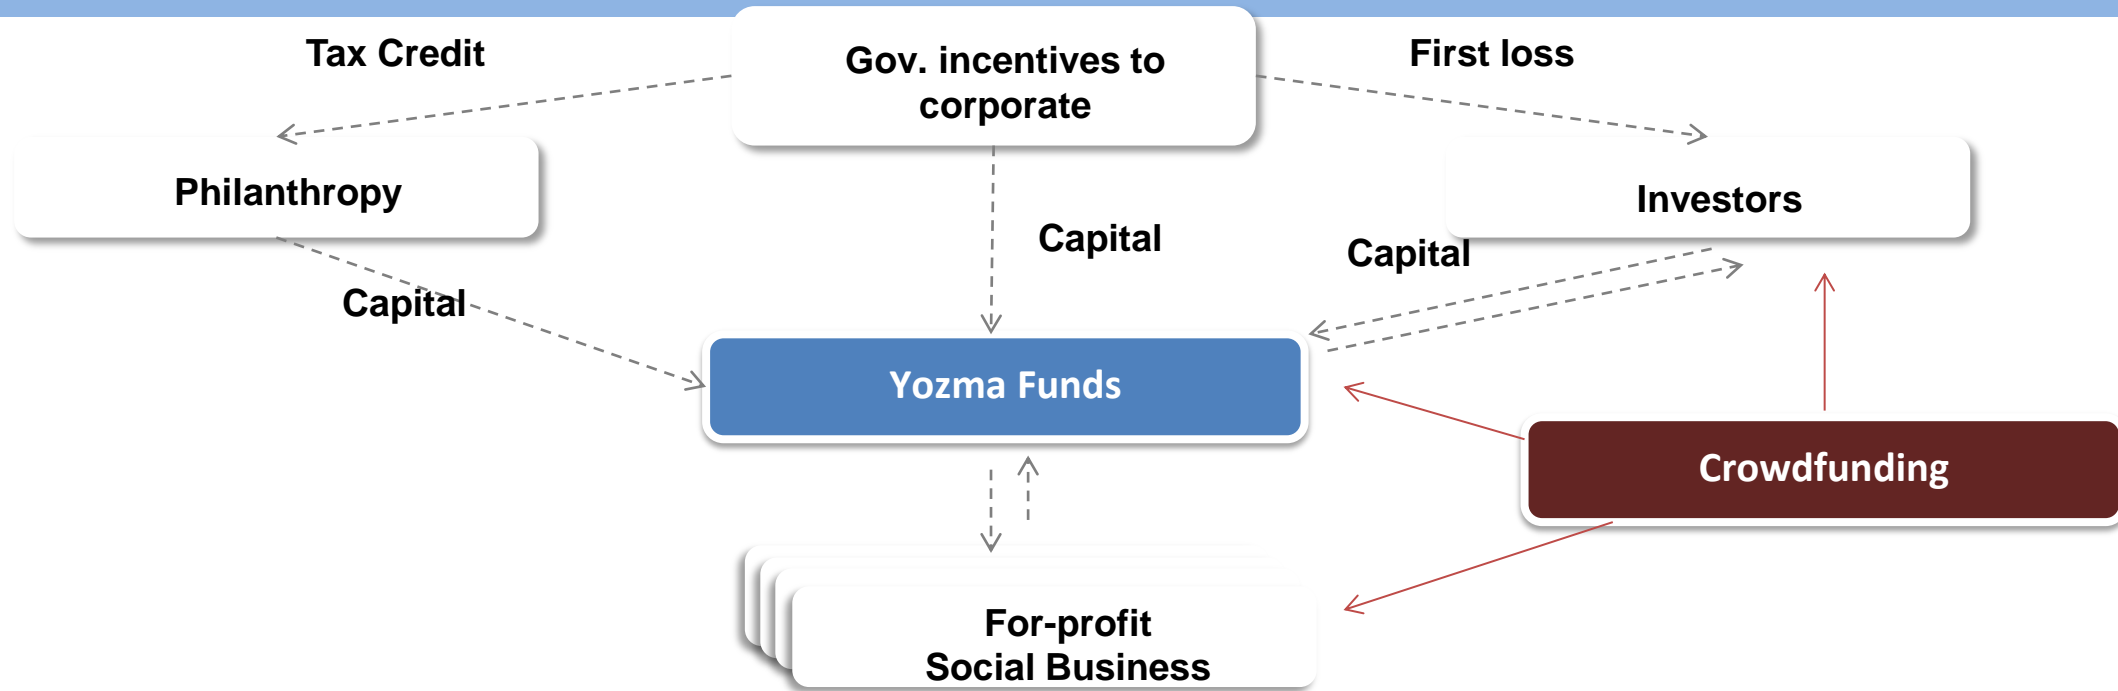 Tax Credit
Gov. incentives to
corporate
First loss
Philanthropy
Investors
Capital
Capital
Capital
Yozma Funds
Crowdfunding
For-profit
Social Business